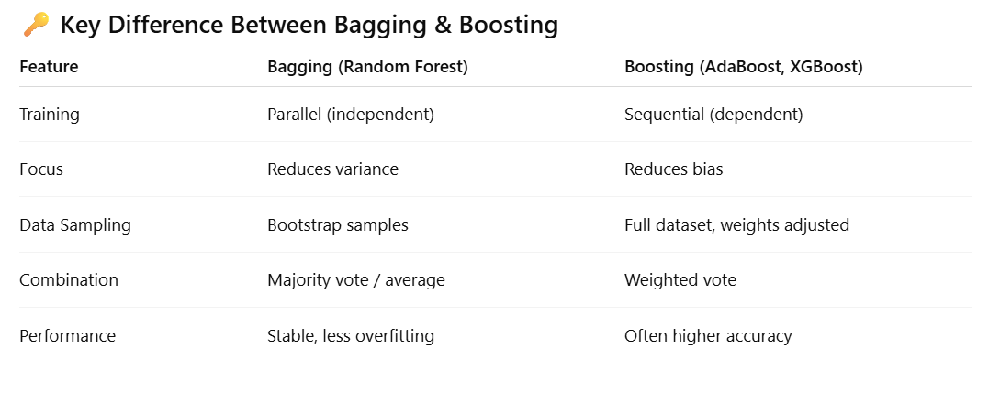 🔑 Key Difference Between Bagging & Boosting
Feature Bagging (Random Forest) Boosting (AdaBoost, XGBoost)
Training Parallel (independent) Sequential (dependent)
Focus Reduces variance Reduces bias
Data Sampling Bootstrap samples Full dataset, weights adjusted
Combination Majority vote / average Weighted vote
Performance Stable, less overfitting Often higher accuracy